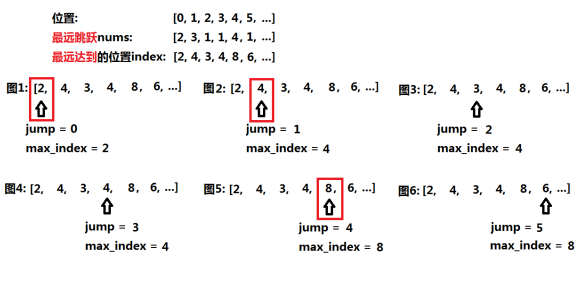 位置: [0, 1, 2, 3, 4, 5, ...]
最远跳跃nums: [2, 3, 1, 1, 4, 1, ...]
最远达到的位置index: [2, 4, 3, 4, 8, 6, ...]
图1: [2, 4, 3, 4, 8, 6, ...]
jump = 0
max_index = 2
图2: [2, 4, 3, 4, 8, 6, ...]
jump = 1
max_index = 4
图3: [2, 4, 3, 4, 8, 6, ...]
jump = 2
max_index = 4
图4: [2, 4, 3, 4, 8, 6, ...]
jump = 3
max_index = 4
图5: [2, 4, 3, 4, 8, 6, ...]
jump = 4
max_index = 8
图6: [2, 4, 3, 4, 8, 6, ...]
jump = 5
max_index = 8